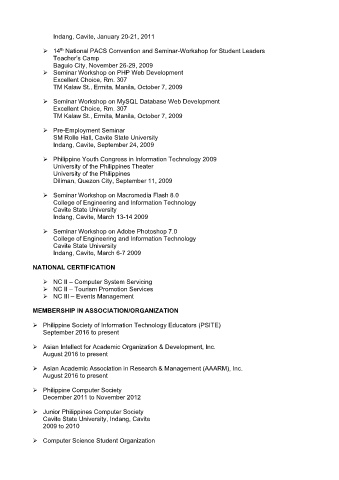 Indang, Cavite, January 20-21, 2011
➢ 14th National PACS Convention and Seminar-Workshop for Student Leaders
Teacher's Camp
Baguio City, November 26-29, 2009
➢ Seminar Workshop on PHP Web Development
Excellent Choice, Rm. 307
TM Kalaw St., Ermita, Manila, October 7, 2009
➢ Seminar Workshop on MySQL Database Web Development
Excellent Choice, Rm. 307
TM Kalaw St., Ermita, Manila, October 7, 2009
➢ Pre-Employment Seminar
SM Rolle Hall, Cavite State University
Indang, Cavite, September 24, 2009
➢ Philippine Youth Congress in Information Technology 2009
University of the Philippines Theater
University of the Philippines
Diliman, Quezon City, September 11, 2009
➢ Seminar Workshop on Macromedia Flash 8.0
College of Engineering and Information Technology
Cavite State University
Indang, Cavite, March 13-14 2009
➢ Seminar Workshop on Adobe Photoshop 7.0
College of Engineering and Information Technology
Cavite State University
Indang, Cavite, March 6-7 2009
NATIONAL CERTIFICATION
➢ NC II – Computer System Servicing
➢ NC II – Tourism Promotion Services
➢ NC III – Events Management
MEMBERSHIP IN ASSOCIATION/ORGANIZATION
➢ Philippine Society of Information Technology Educators (PSITE)
September 2016 to present
➢ Asian Intellect for Academic Organization & Development, Inc.
August 2016 to present
➢ Asian Academic Association in Research & Management (AAARM), Inc.
August 2016 to present
➢ Philippine Computer Society
December 2011 to November 2012
➢ Junior Philippines Computer Society
Cavite State University, Indang, Cavite
2009 to 2010
➢ Computer Science Student Organization